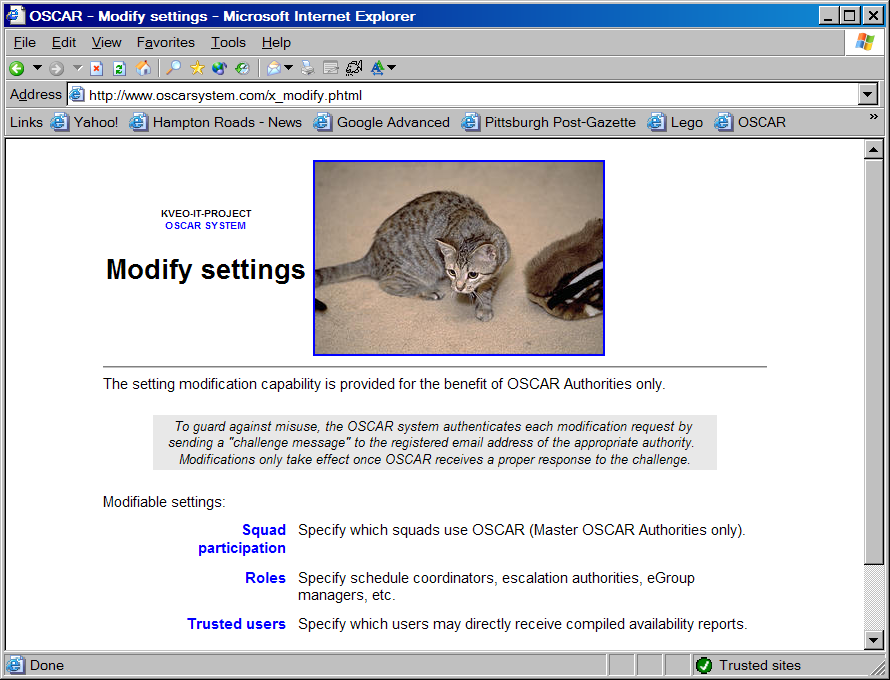 OSCAR - Modify settings - Microsoft Internet Explorer
File Edit View Favorites Tools Help
Address http://www.oscarsystem.com/x_modify.phtml
Links Yahoo! Hampton Roads - News Google Advanced Pittsburgh Post-Gazette Lego OSCAR »
KVEO-IT-PROJECT
OSCAR SYSTEM
Modify settings
The setting modification capability is provided for the benefit of OSCAR Authorities only.
To guard against misuse, the OSCAR system authenticates each modification request by
sending a "challenge message" to the registered email address of the appropriate authority.
Modifications only take effect once OSCAR receives a proper response to the challenge.
Modifiable settings:
Squad participation
Specify which squads use OSCAR (Master OSCAR Authorities only).
Roles
Specify schedule coordinators, escalation authorities, eGroup
managers, etc.
Trusted users
Specify which users may directly receive compiled availability reports.
Done
Trusted sites